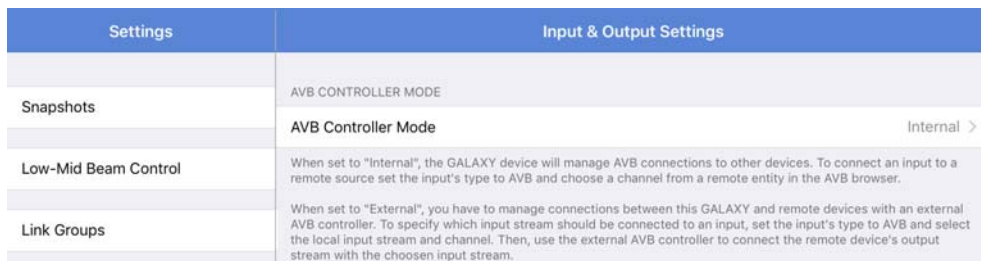 Settings
Input & Output Settings
Snapshots
Low-Mid Beam Control
Link Groups
AVB CONTROLLER MODE
AVB Controller Mode
Internal >
When set to "Internal", the GALAXY device will manage AVB connections to other devices. To connect an input to a
remote source set the input's type to AVB and choose a channel from a remote entity in the AVB browser.
When set to "External", you have to manage connections between this GALAXY and remote devices with an external
AVB controller. To specify which input stream should be connected to an input, set the input's type to AVB and select
the local input stream and channel. Then, use the external AVB controller to connect the remote device's output
stream with the choosen input stream.